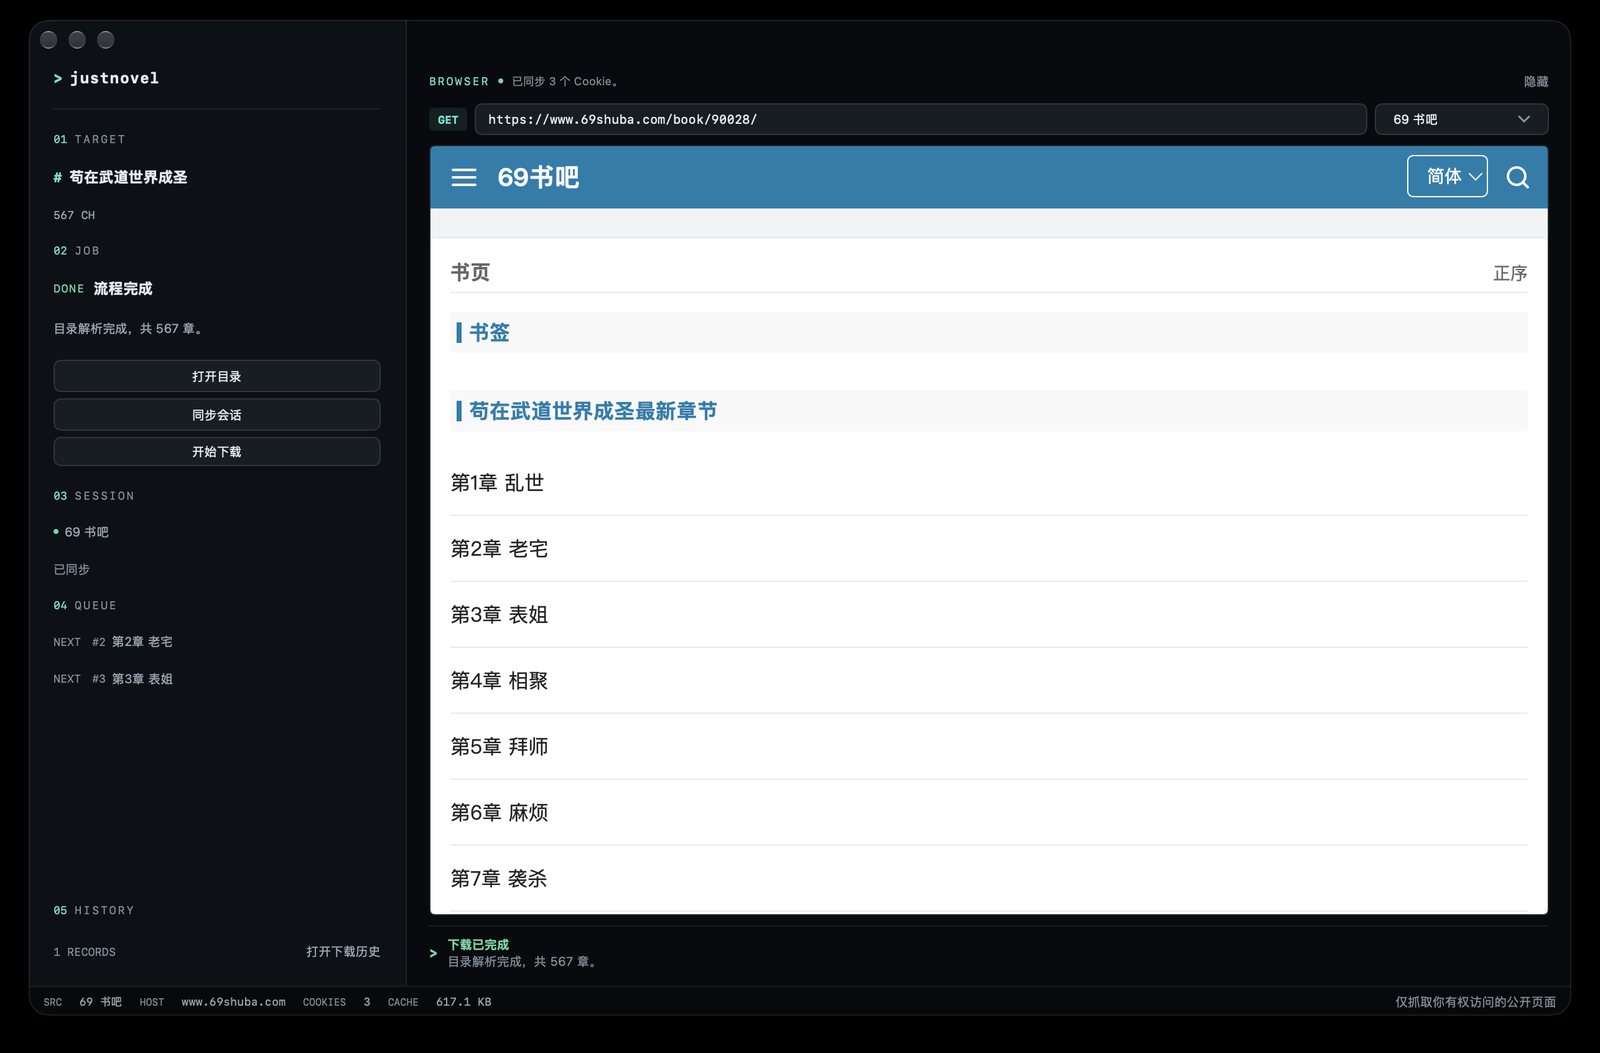 > justnovel
01 TARGET
# 苟在武道世界成圣
567 CH
02 JOB
DONE 流程完成
目录解析完成，共 567 章。
打开目录
同步会话
开始下载
03 SESSION
69 书吧
已同步
04 QUEUE
NEXT #2 第2章 老宅
NEXT #3 第3章 表姐
05 HISTORY
1 RECORDS 打开下载历史
BROWSER • 已同步 3 个 Cookie。 隐藏
GET https://www.69shuba.com/book/90028/ 69 书吧
69书吧 简体
书页 正序
书签
苟在武道世界成圣最新章节
第1章 乱世
第2章 老宅
第3章 表姐
第4章 相聚
第5章 拜师
第6章 麻烦
第7章 袭杀
> 下载已完成
目录解析完成，共 567 章。
SRC 69 书吧 HOST www.69shuba.com COOKIES 3 CACHE 617.1 KB 仅抓取你有权访问的公开页面